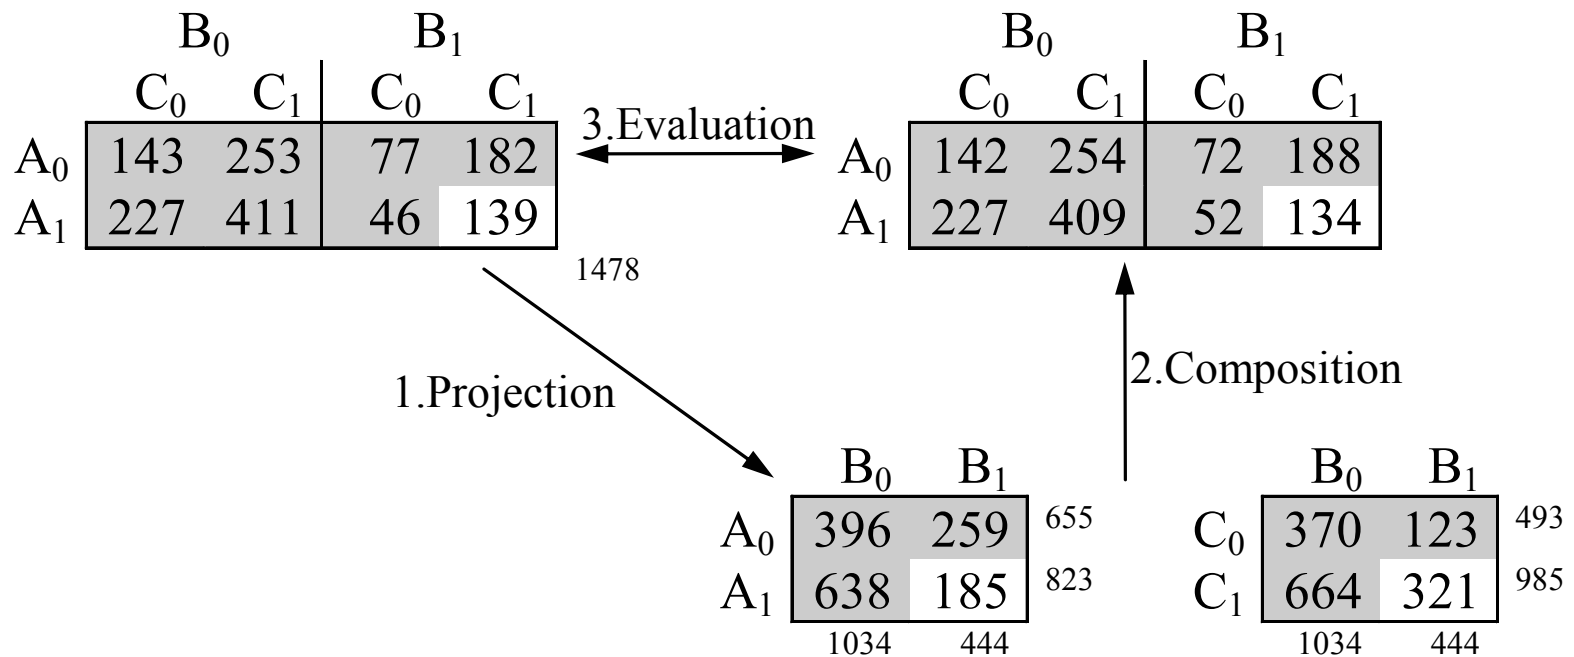 B0 B1 B0 B1
C0 C1 C0 C1 C0 C1 C0 C1
A0 143 253 77 182 3.Evaluation A0 142 254 72 188
A1 227 411 46 139 A1 227 409 52 134
1478
1.Projection
2.Composition
B0 B1 B0 B1
A0 396 259 655 C0 370 123 493
A1 638 185 823 C1 664 321 985
1034 444 1034 444